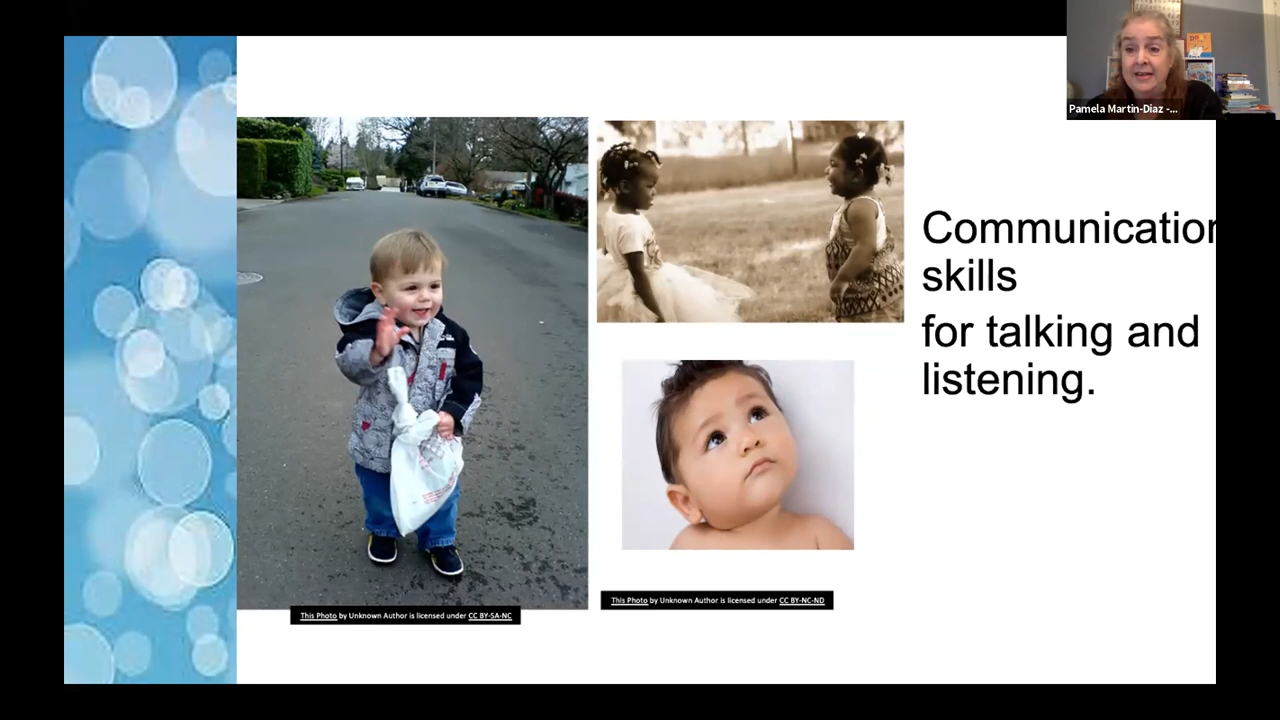 Pamela Martin-Diaz -...
Communication
skills
for talking and
listening.
This Photo by Unknown Author is licensed under CC BY-SA-NC
This Photo by Unknown Author is licensed under CC BY-NC-ND